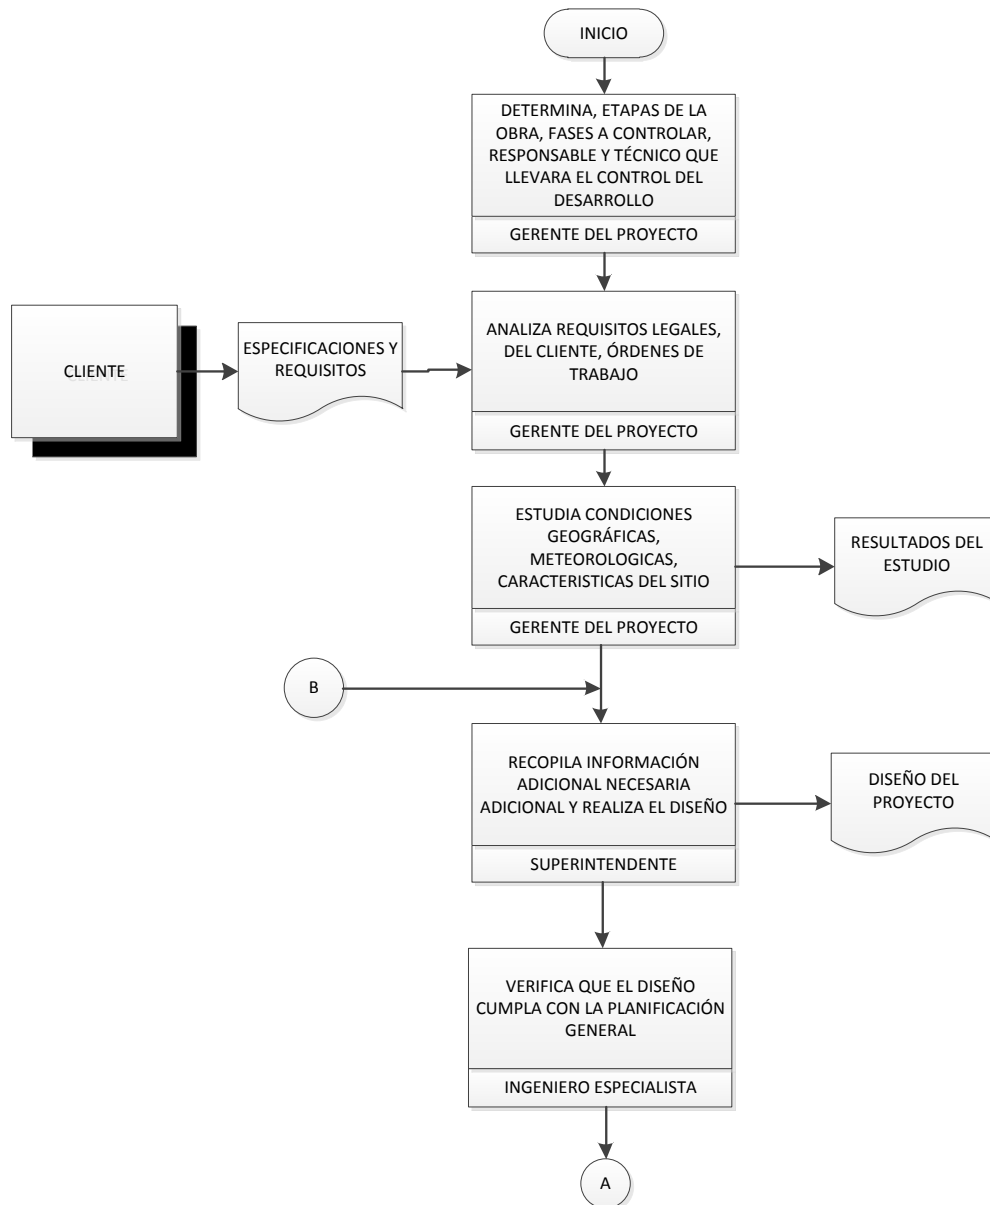 INICIO
DETERMINA, ETAPAS DE LA
OBRA, FASES A CONTROLAR,
RESPONSABLE Y TÉCNICO QUE
LLEVARA EL CONTROL DEL
DESARROLLO
GERENTE DEL PROYECTO
CLIENTE
ESPECIFICACIONES Y
REQUISITOS
ANALIZA REQUISITOS LEGALES,
DEL CLIENTE, ÓRDENES DE
TRABAJO
GERENTE DEL PROYECTO
ESTUDIA CONDICIONES
GEOGRÁFICAS,
METEOROLOGICAS,
CARACTERISTICAS DEL SITIO
GERENTE DEL PROYECTO
RESULTADOS DEL
ESTUDIO
B
RECOPILA INFORMACIÓN
ADICIONAL NECESARIA
ADICIONAL Y REALIZA EL DISEÑO
SUPERINTENDENTE
DISEÑO DEL
PROYECTO
VERIFICA QUE EL DISEÑO
CUMPLA CON LA PLANIFICACIÓN
GENERAL
INGENIERO ESPECIALISTA
A